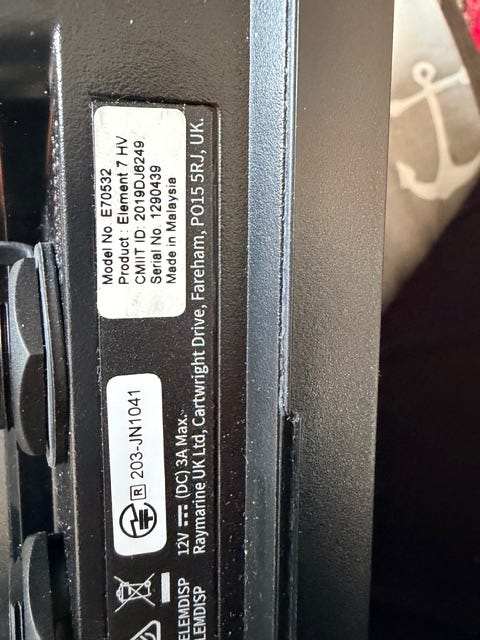 Model No E70532
Product : Element 7 HV
CMIIT ID: 2019DJ6249
Serial No. 1290439
Made in Malaysia
R 203-JN1041
12V ⎓ (DC) 3A Max.
Raymarine UK Ltd, Cartwright Drive, Fareham, PO15 5RJ, UK.
ELEMDISP
ELEMDISP